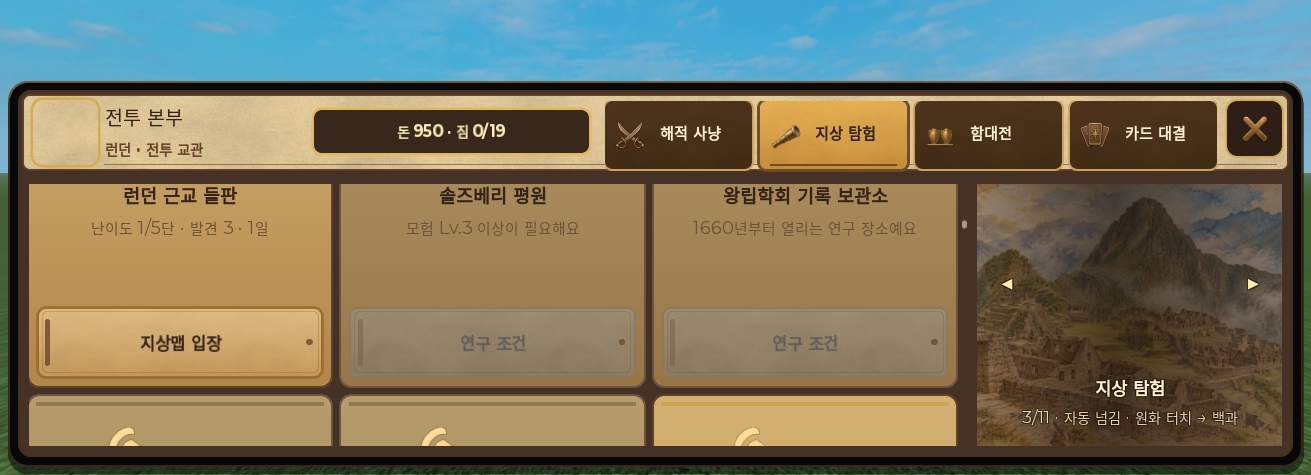 전투 본부
런던 · 전투 교관
돈 950 · 짐 0/19
해적 사냥
지상 탐험
함대전
카드 대결
런던 근교 들판
난이도 1/5단 · 발견 3 · 1일
지상맵 입장
솔즈베리 평원
모험 Lv.3 이상이 필요해요
연구 조건
왕립학회 기록 보관소
1660년부터 열리는 연구 장소예요
연구 조건
지상 탐험
3/11 · 자동 넘김 · 원화 터치 → 백과